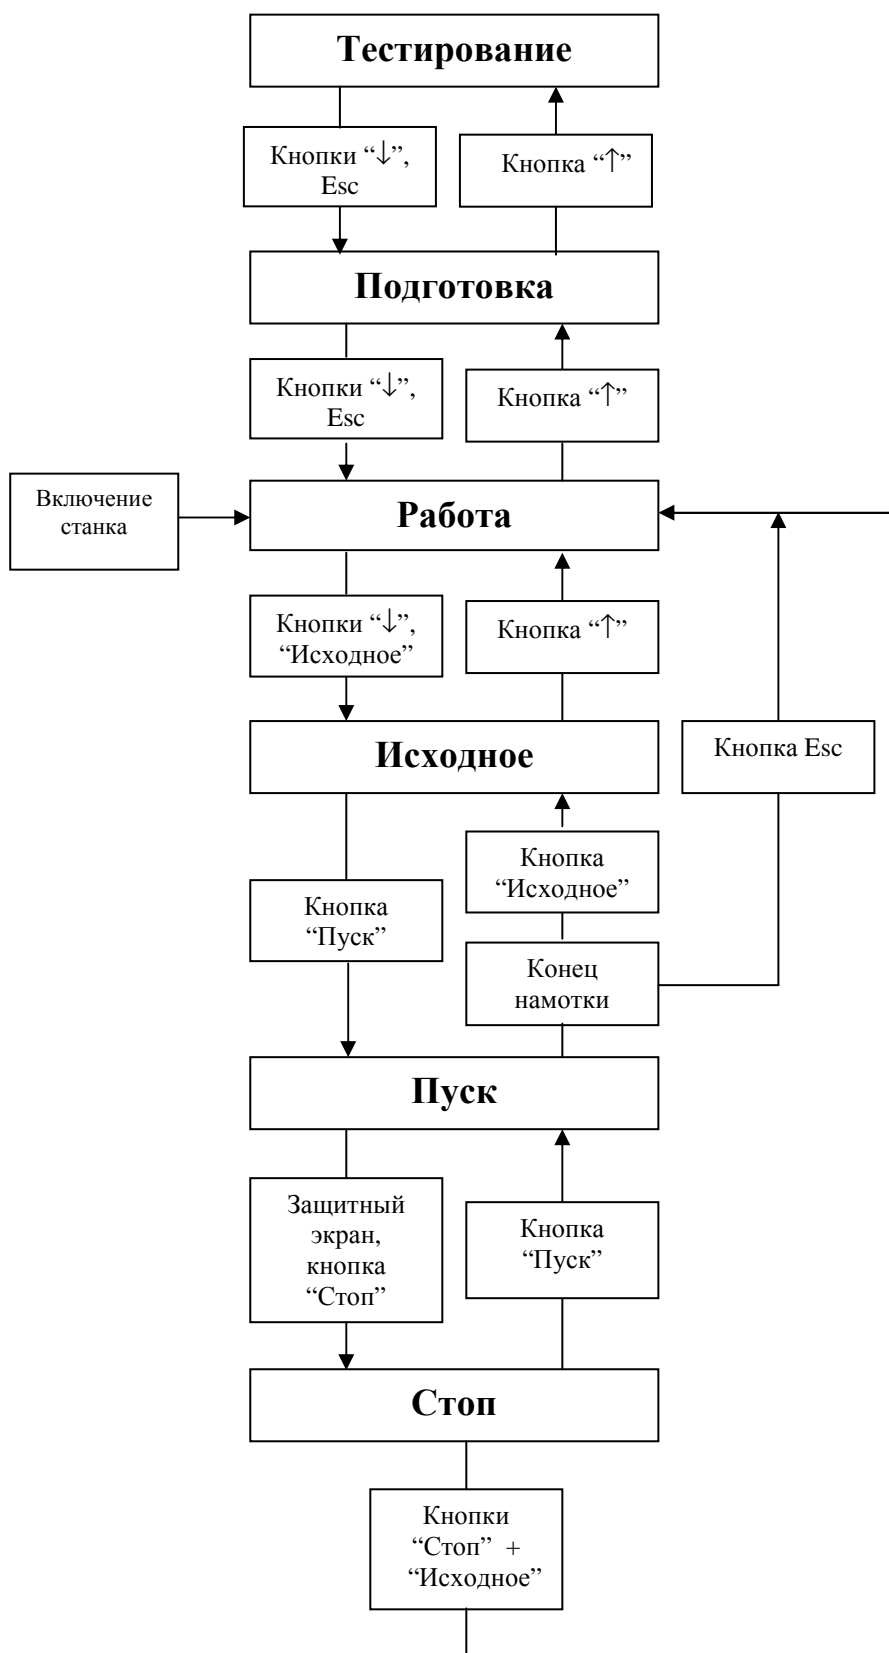 Тестирование
Кнопки “↓”,
Esc
Кнопка “↑”
Подготовка
Кнопки “↓”,
Esc
Кнопка “↑”
Включение
станка
Работа
Кнопки “↓”,
“Исходное”
Кнопка “↑”
Исходное
Кнопка Esc
Кнопка
“Исходное”
Кнопка
“Пуск”
Конец
намотки
Пуск
Защитный
экран,
кнопка
“Стоп”
Кнопка
“Пуск”
Стоп
Кнопки
“Стоп” +
“Исходное”